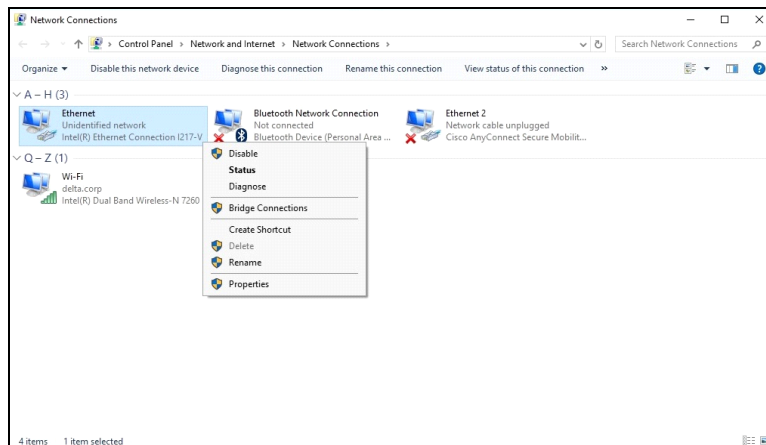 Network Connections
Control Panel > Network and Internet > Network Connections >
Search Network Connections
Organize Disable this network device Diagnose this connection Rename this connection View status of this connection »
A – H (3)
Ethernet
Unidentified network
Intel(R) Ethernet Connection I217-V
Bluetooth Network Connection
Not connected
Bluetooth Device (Personal Area ...
Ethernet 2
Network cable unplugged
Cisco AnyConnect Secure Mobilit...
Q – Z (1)
Wi-Fi
delta.corp
Intel(R) Dual Band Wireless-N 7260
Disable
Status
Diagnose
Bridge Connections
Create Shortcut
Delete
Rename
Properties
4 items 1 item selected